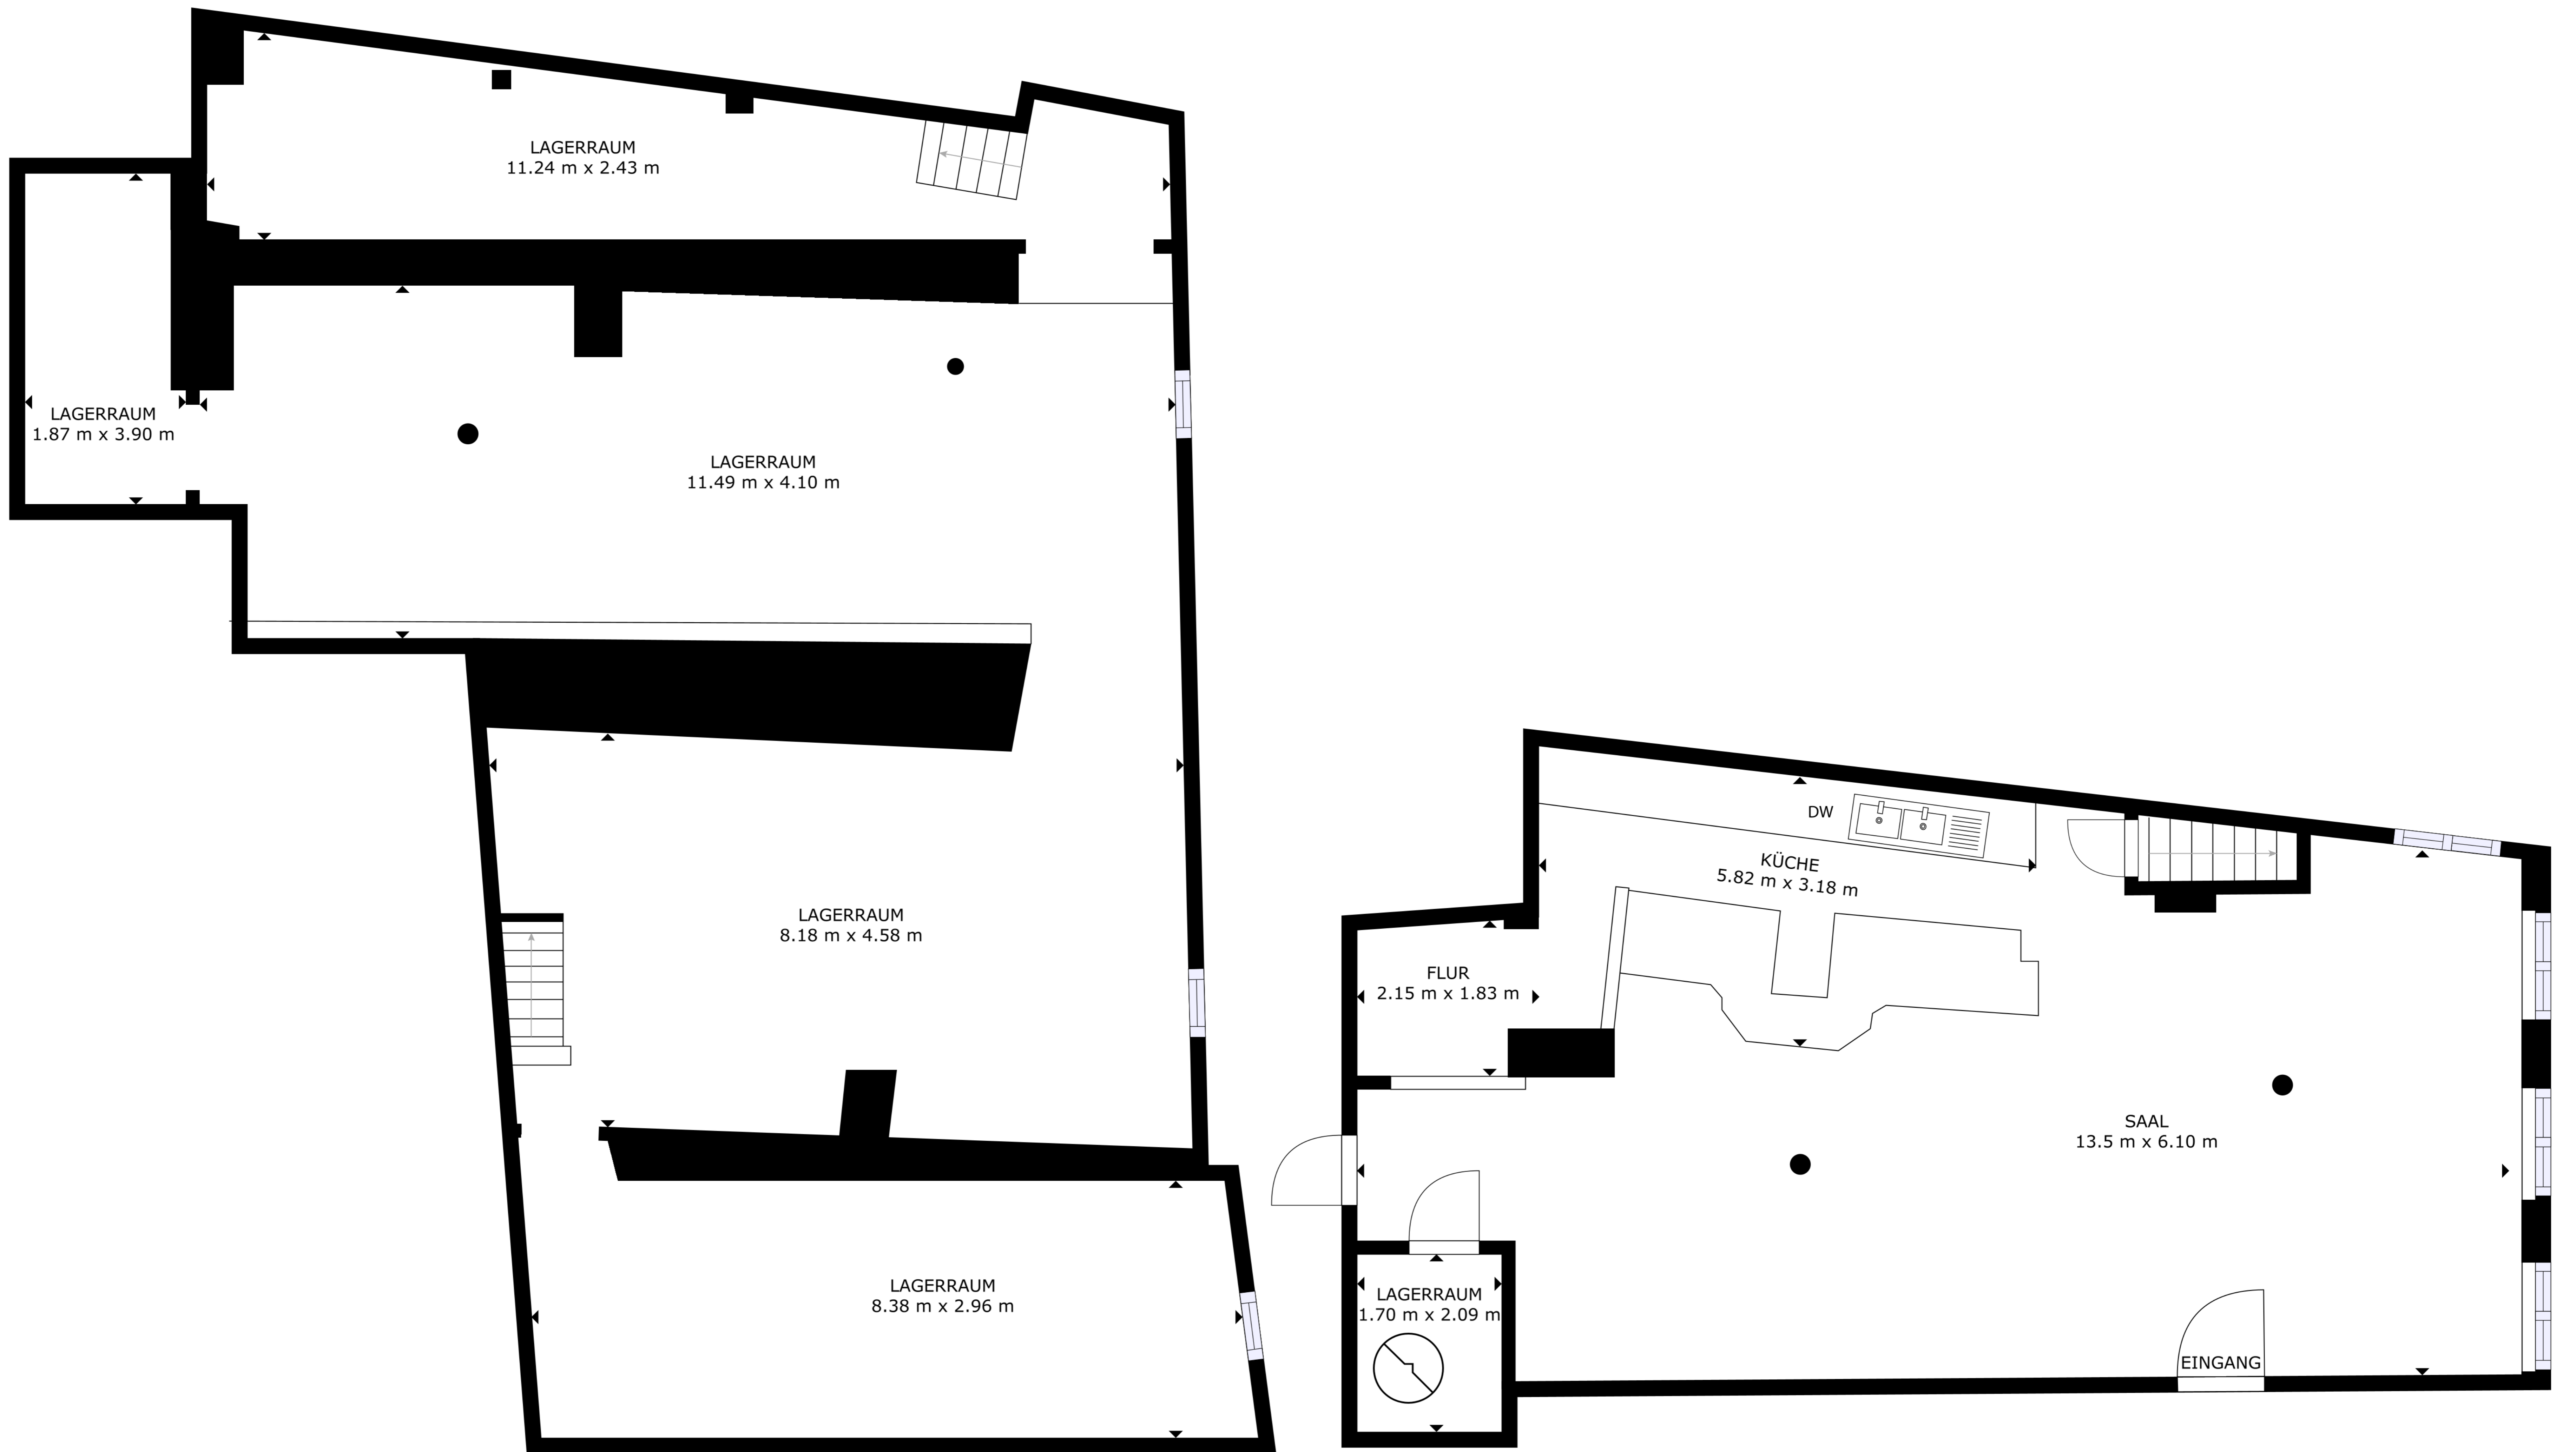 LAGERRAUM
11.24 m x 2.43 m
LAGERRAUM
1.87 m x 3.90 m
LAGERRAUM
11.49 m x 4.10 m
LAGERRAUM
8.18 m x 4.58 m
LAGERRAUM
8.38 m x 2.96 m
DW
KÜCHE
5.82 m x 3.18 m
FLUR
2.15 m x 1.83 m
SAAL
13.5 m x 6.10 m
LAGERRAUM
1.70 m x 2.09 m
EINGANG